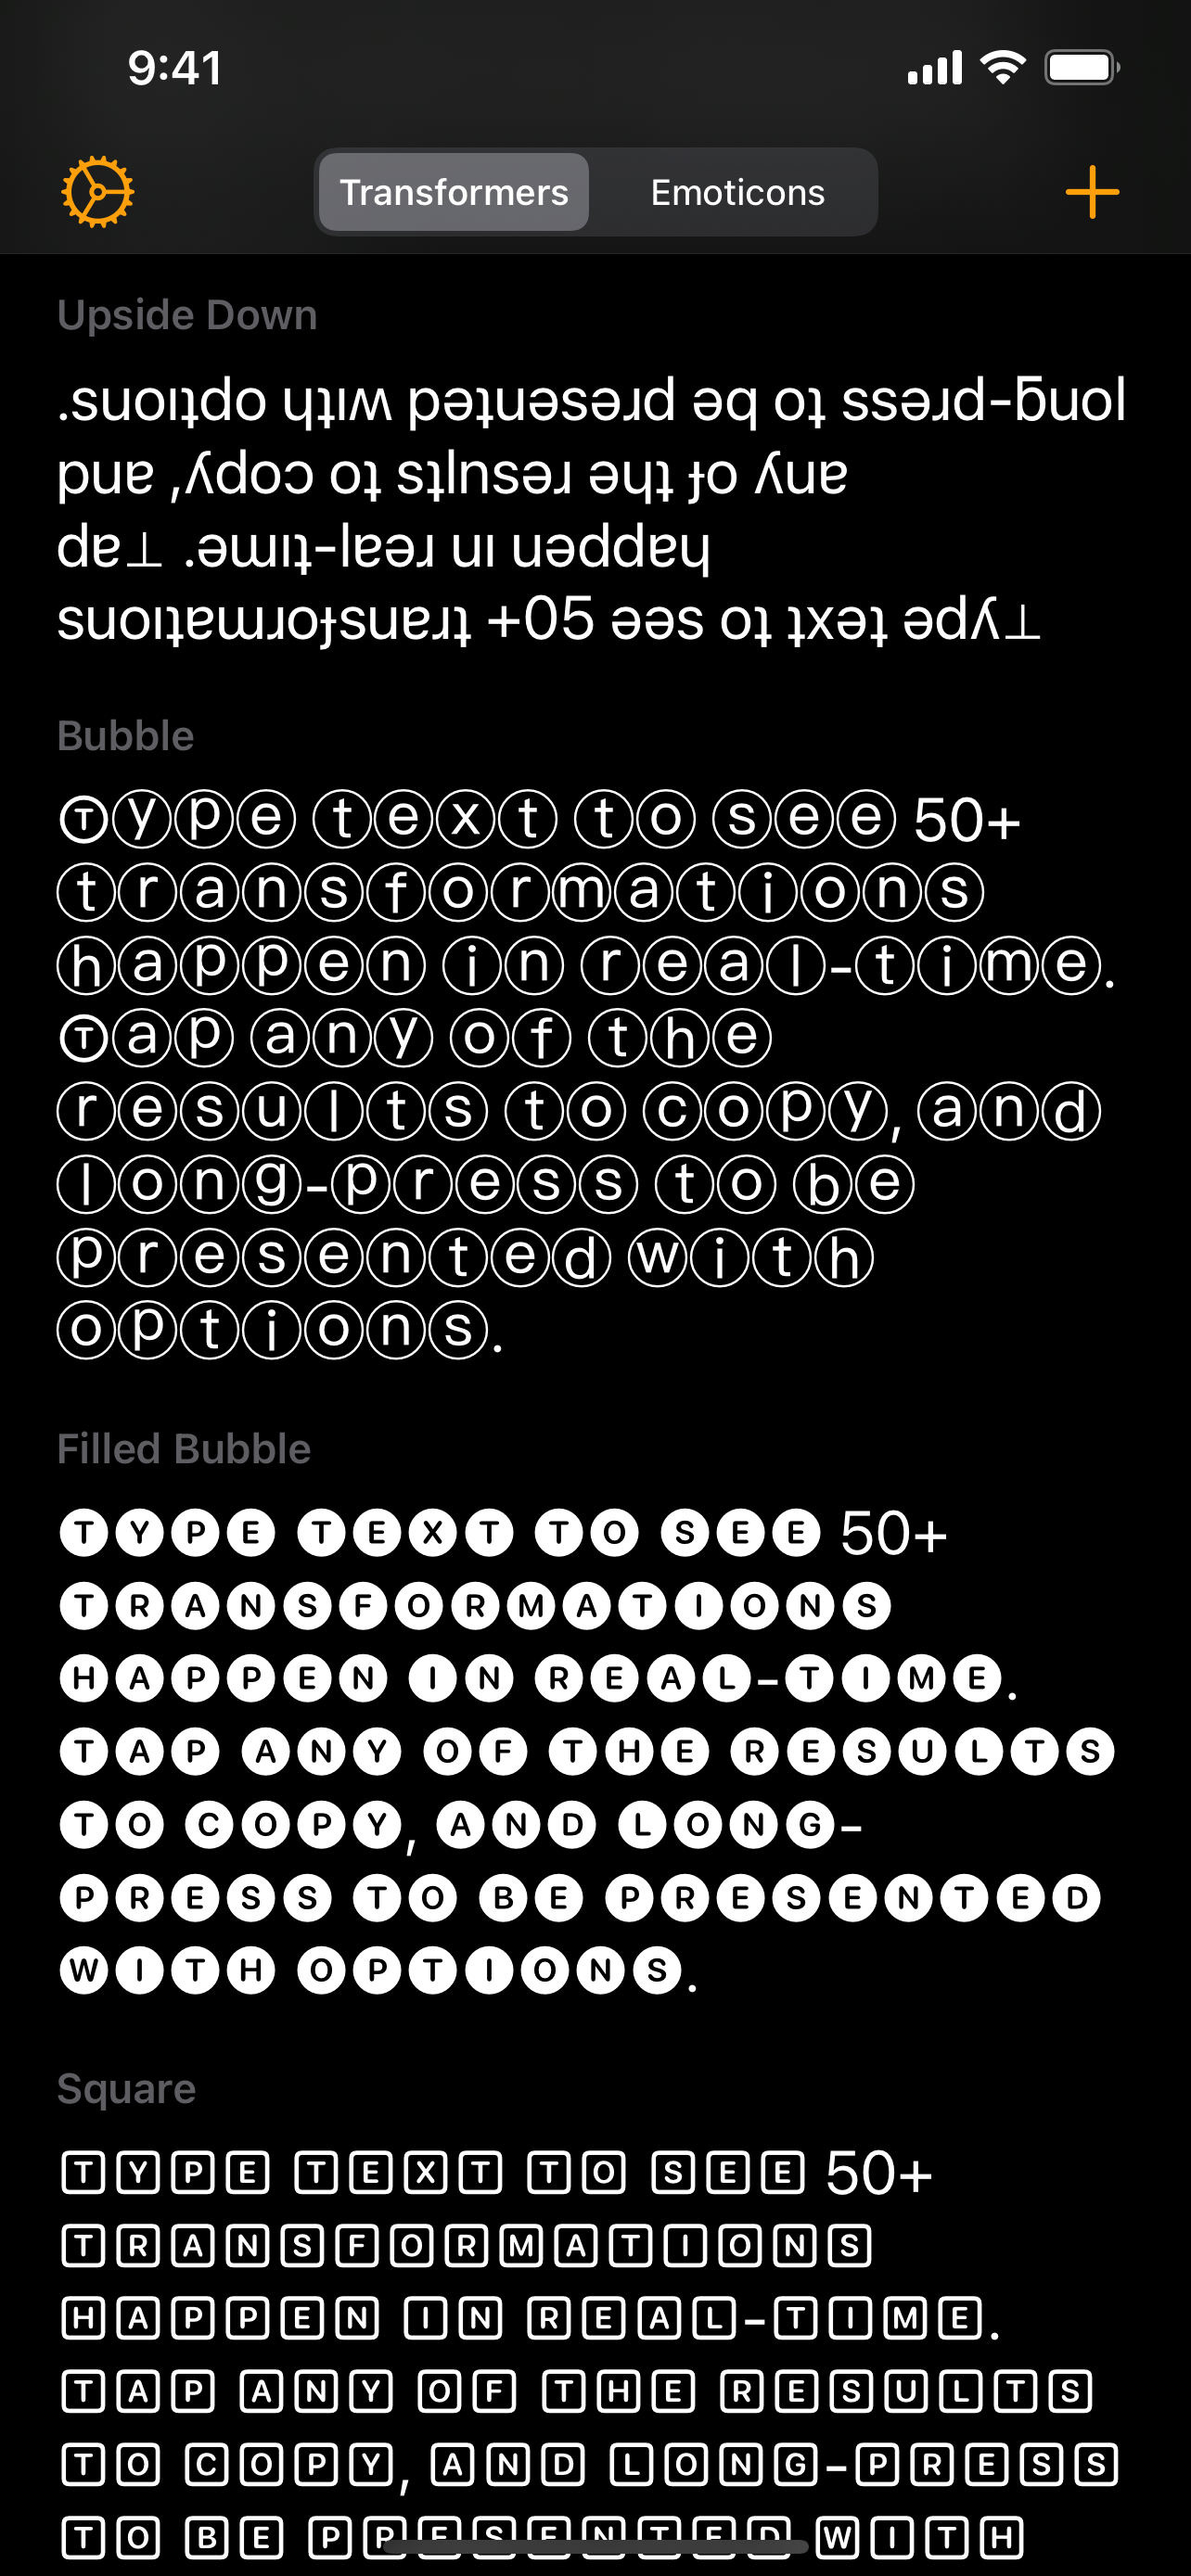 9:41
Transformers
Emoticons
Upside Down
.suoıʇdo ɥʇıʍ pǝʇuǝsǝɹd ǝq oʇ ssǝɹd-ƃuol
puɐ ,ʎdoɔ oʇ sʇlnsǝɹ ǝɥʇ ɟo ʎuɐ
dɐ⊥ .ǝɯıʇ-lɐǝɹ uı uǝddɐɥ
suoıʇɐɯɹoɟsuɐɹʇ +05 ǝǝs oʇ ʇxǝʇ ǝdʎ⊥
Bubble
Ⓣⓨⓟⓔ ⓣⓔⓧⓣ ⓣⓞ ⓢⓔⓔ 50+
ⓣⓡⓐⓝⓢⓕⓞⓡⓜⓐⓣⓘⓞⓝⓢ
ⓗⓐⓟⓟⓔⓝ ⓘⓝ ⓡⓔⓐⓛ-ⓣⓘⓜⓔ.
Ⓣⓐⓟ ⓐⓝⓨ ⓞⓕ ⓣⓗⓔ
ⓡⓔⓢⓤⓛⓣⓢ ⓣⓞ ⓒⓞⓟⓨ, ⓐⓝⓓ
ⓛⓞⓝⓖ-ⓟⓡⓔⓢⓢ ⓣⓞ ⓑⓔ
ⓟⓡⓔⓢⓔⓝⓣⓔⓓ ⓦⓘⓣⓗ
ⓞⓟⓣⓘⓞⓝⓢ.
Filled Bubble
🅣🅨🅟🅔 🅣🅔🅧🅣 🅣🅞 🅢🅔🅔 50+
🅣🅡🅐🅝🅢🅕🅞🅡🅜🅐🅣🅘🅞🅝🅢
🅗🅐🅟🅟🅔🅝 🅘🅝 🅡🅔🅐🅛-🅣🅘🅜🅔.
🅣🅐🅟 🅐🅝🅨 🅞🅕 🅣🅗🅔 🅡🅔🅢🅤🅛🅣🅢
🅣🅞 🅒🅞🅟🅨, 🅐🅝🅓 🅛🅞🅝🅖-
🅟🅡🅔🅢🅢 🅣🅞 🅑🅔 🅟🅡🅔🅢🅔🅝🅣🅔🅓
🅦🅘🅣🅗 🅞🅟🅣🅘🅞🅝🅢.
Square
🅃🅈🄿🄴 🅃🄴🅇🅃 🅃🄾 🅂🄴🄴 50+
🅃🅁🄰🄽🅂🄵🄾🅁🄼🄰🅃🄸🄾🄽🅂
🄷🄰🄿🄿🄴🄽 🄸🄽 🅁🄴🄰🄻-🅃🄸🄼🄴.
🅃🄰🄿 🄰🄽🅈 🄾🄵 🅃🄷🄴 🅁🄴🅂🅄🄻🅃🅂
🅃🄾 🄲🄾🄿🅈, 🄰🄽🄳 🄻🄾🄽🄶-🄿🅁🄴🅂🅂
🅃🄾 🄱🄴 🄿🅁🄴🅂🄴🄽🅃🄴🄳 🅆🄸🅃🄷